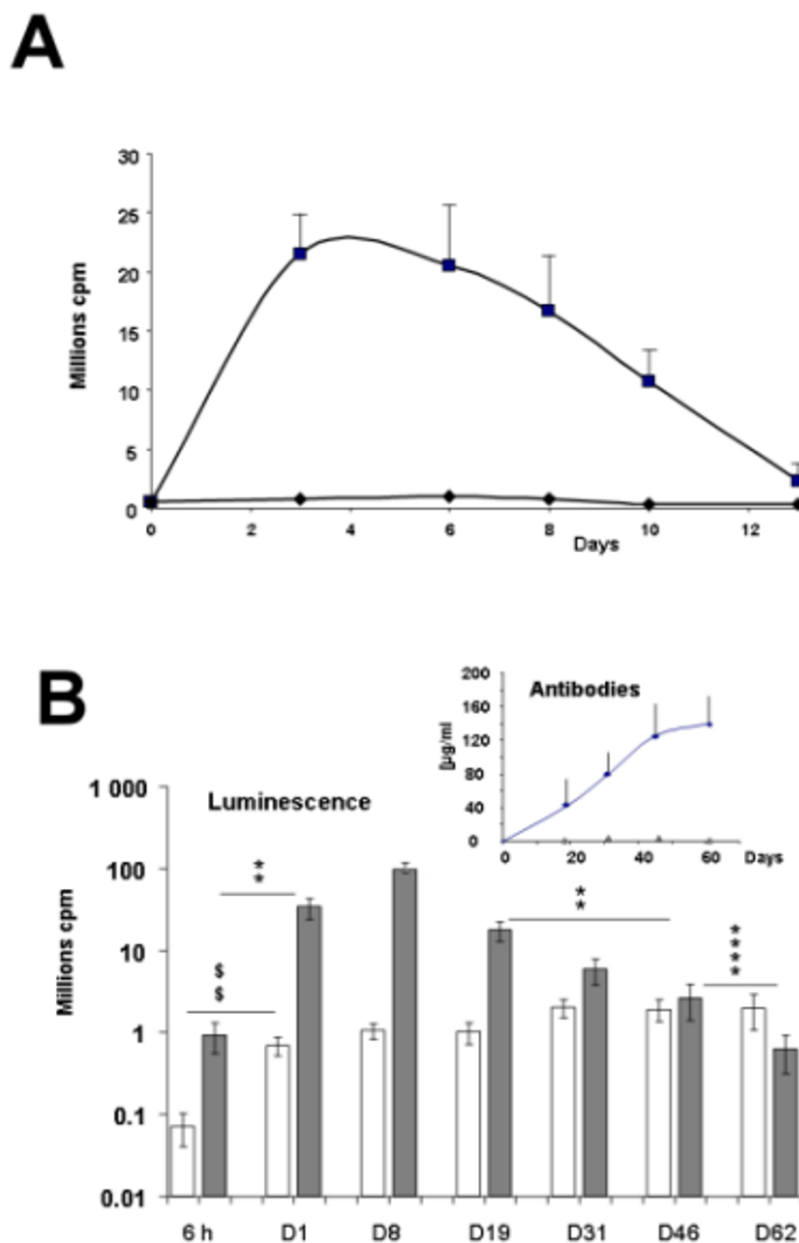 A
30
25
20
15
10
5
0
Millions cpm
0 2 4 6 8 10 12
Days
B
200
160
120
80
40
0
[µg/ml
Antibodies
0 20 40 60 Days
1 000
100
10
1
0.1
0.01
Millions cpm
Luminescence
$$
**
**
****
6 h D1 D8 D19 D31 D46 D62